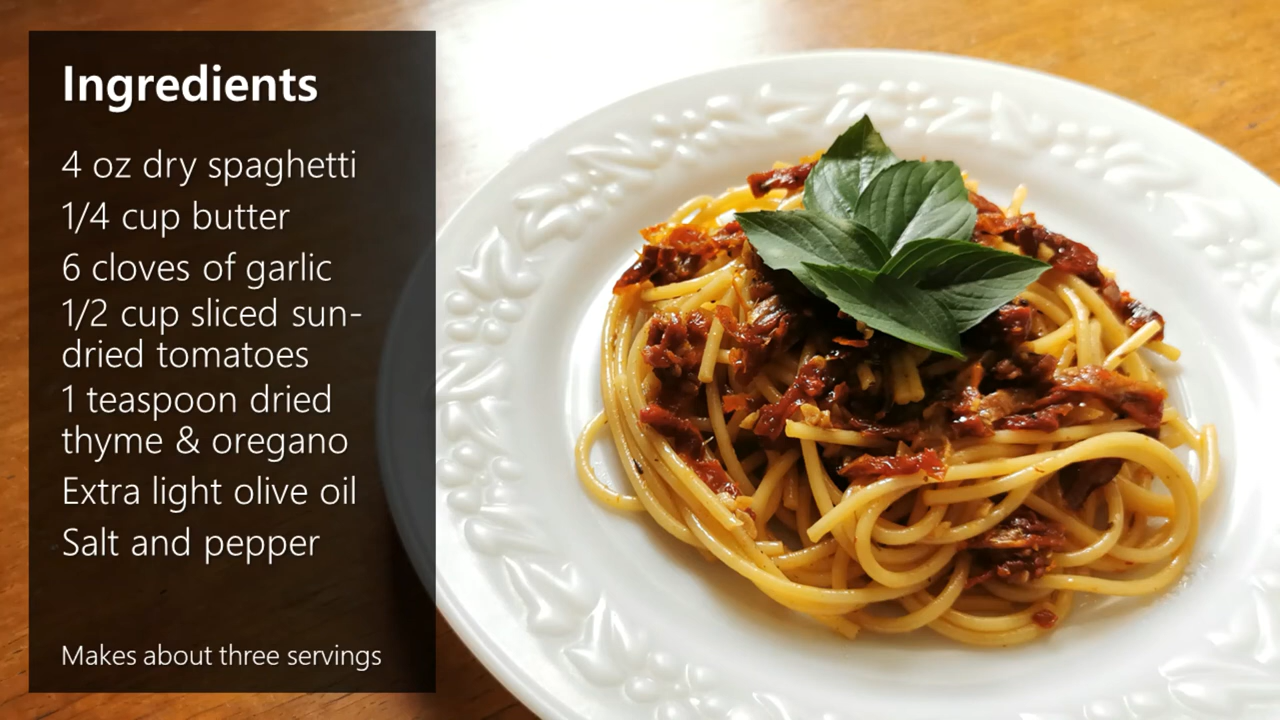 Ingredients
4 oz dry spaghetti
1/4 cup butter
6 cloves of garlic
1/2 cup sliced sun-
dried tomatoes
1 teaspoon dried
thyme & oregano
Extra light olive oil
Salt and pepper
Makes about three servings